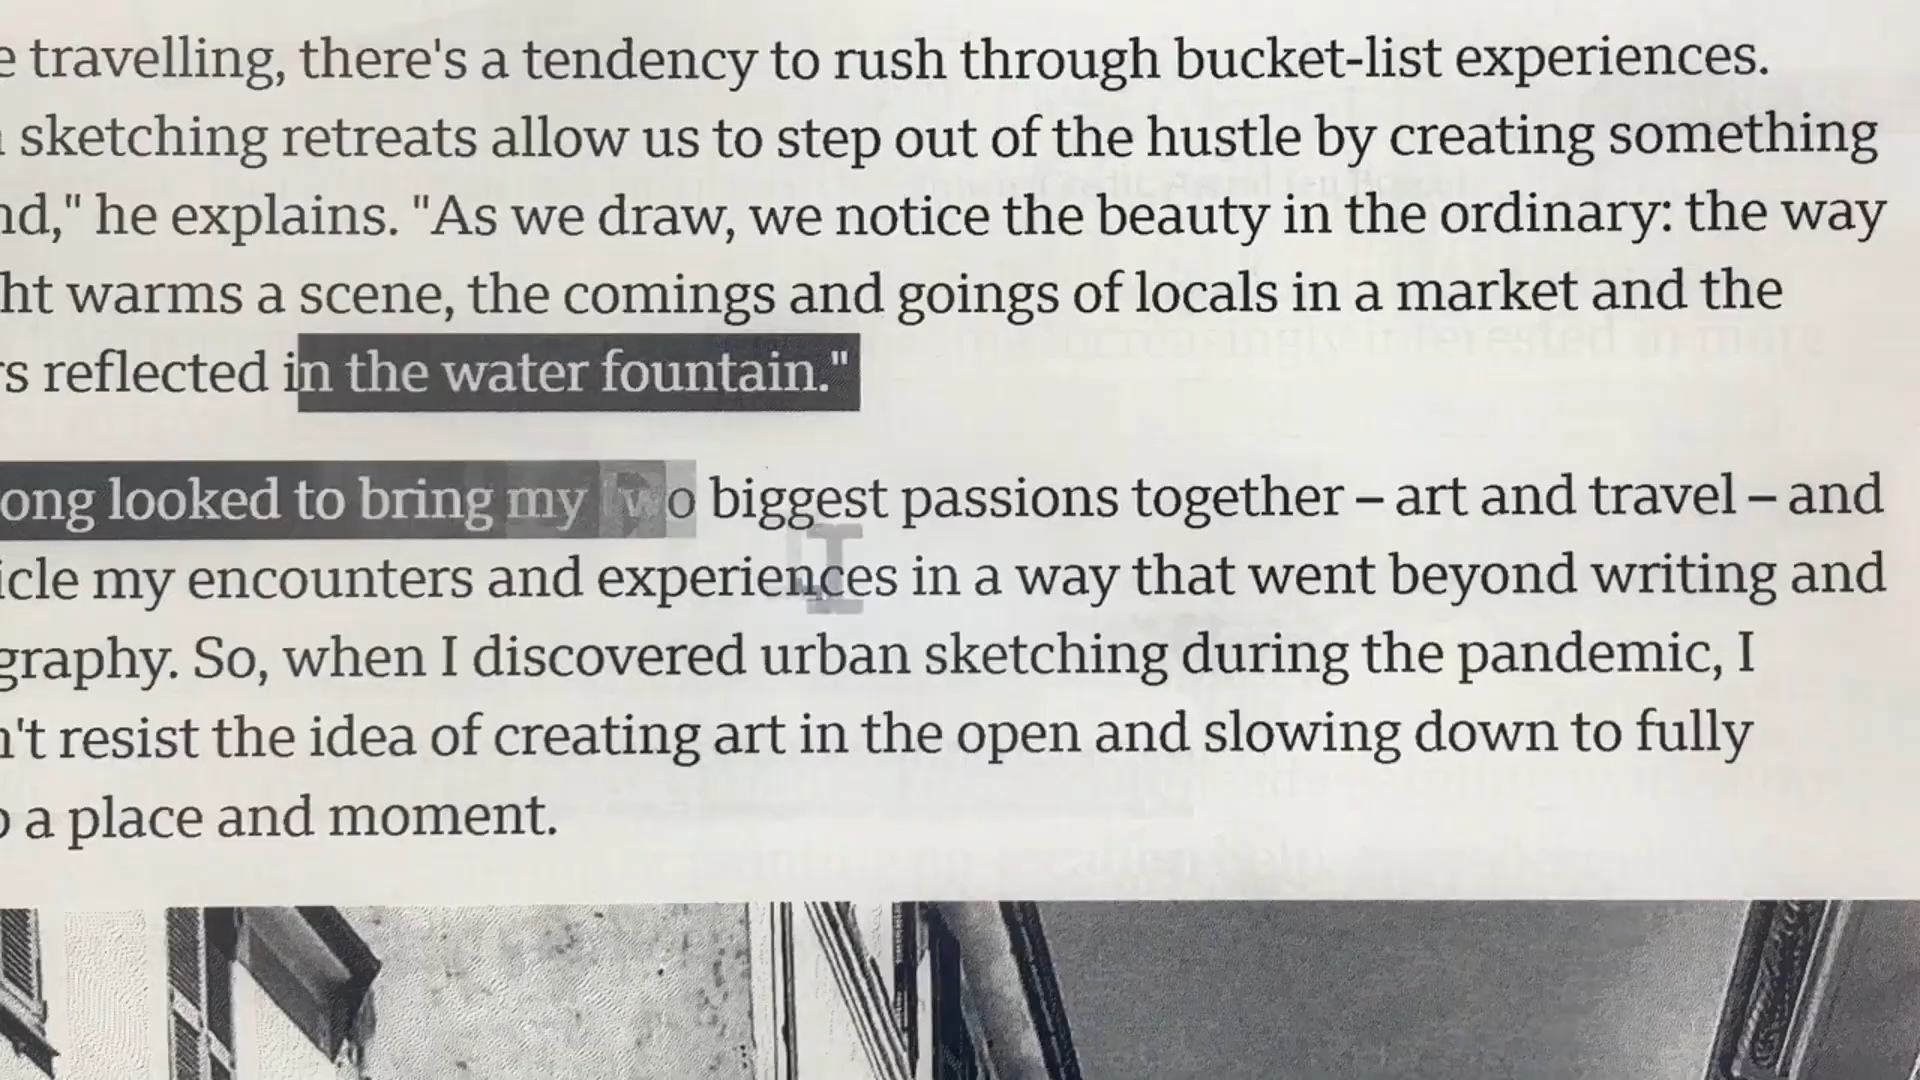 e travelling, there's a tendency to rush through bucket-list experiences.
sketching retreats allow us to step out of the hustle by creating something
nd," he explains. "As we draw, we notice the beauty in the ordinary: the way
ht warms a scene, the comings and goings of locals in a market and the
rs reflected in the water fountain."
ong looked to bring my two biggest passions together – art and travel – and
icle my encounters and experiences in a way that went beyond writing and
graphy. So, when I discovered urban sketching during the pandemic, I
n't resist the idea of creating art in the open and slowing down to fully
a place and moment.